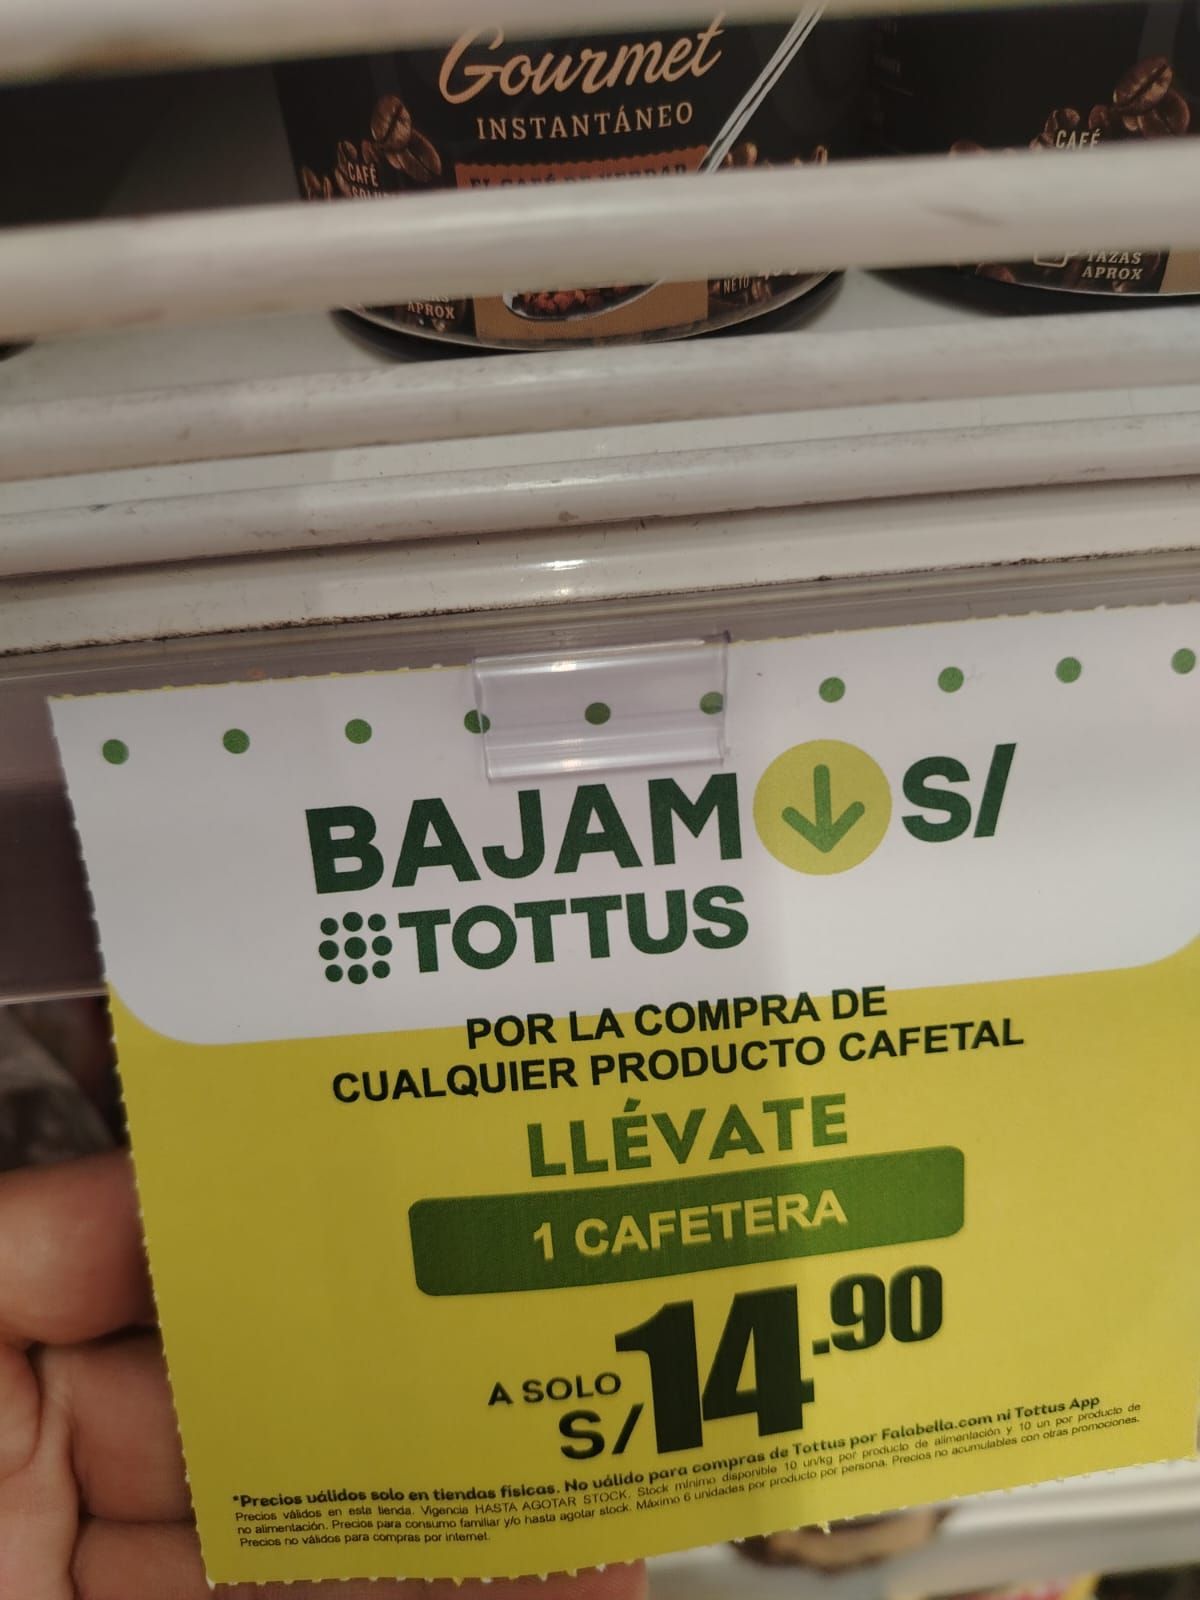 Gourmet
INSTANTÁNEO
CAFÉ
CAFÉ
NETO
APROX
TAZAS
APROX
BAJAMOS/
TOTTUS
POR LA COMPRA DE
CUALQUIER PRODUCTO CAFETAL
LLÉVATE
1 CAFETERA
A SOLO
S/14.90
*Precios válidos solo en tiendas físicas. No válido para compras de Tottus por Falabella.com ni Tottus App
Precios válidos en esta tienda. Vigencia HASTA AGOTAR STOCK. Stock mínimo disponible 10 un/kg por producto de alimentación y 10 un por producto de
no alimentación. Precios para consumo familiar y/o hasta agotar stock. Máximo 6 unidades por producto por persona. Precios no acumulables con otras promociones.
Precios no válidos para compras por internet.